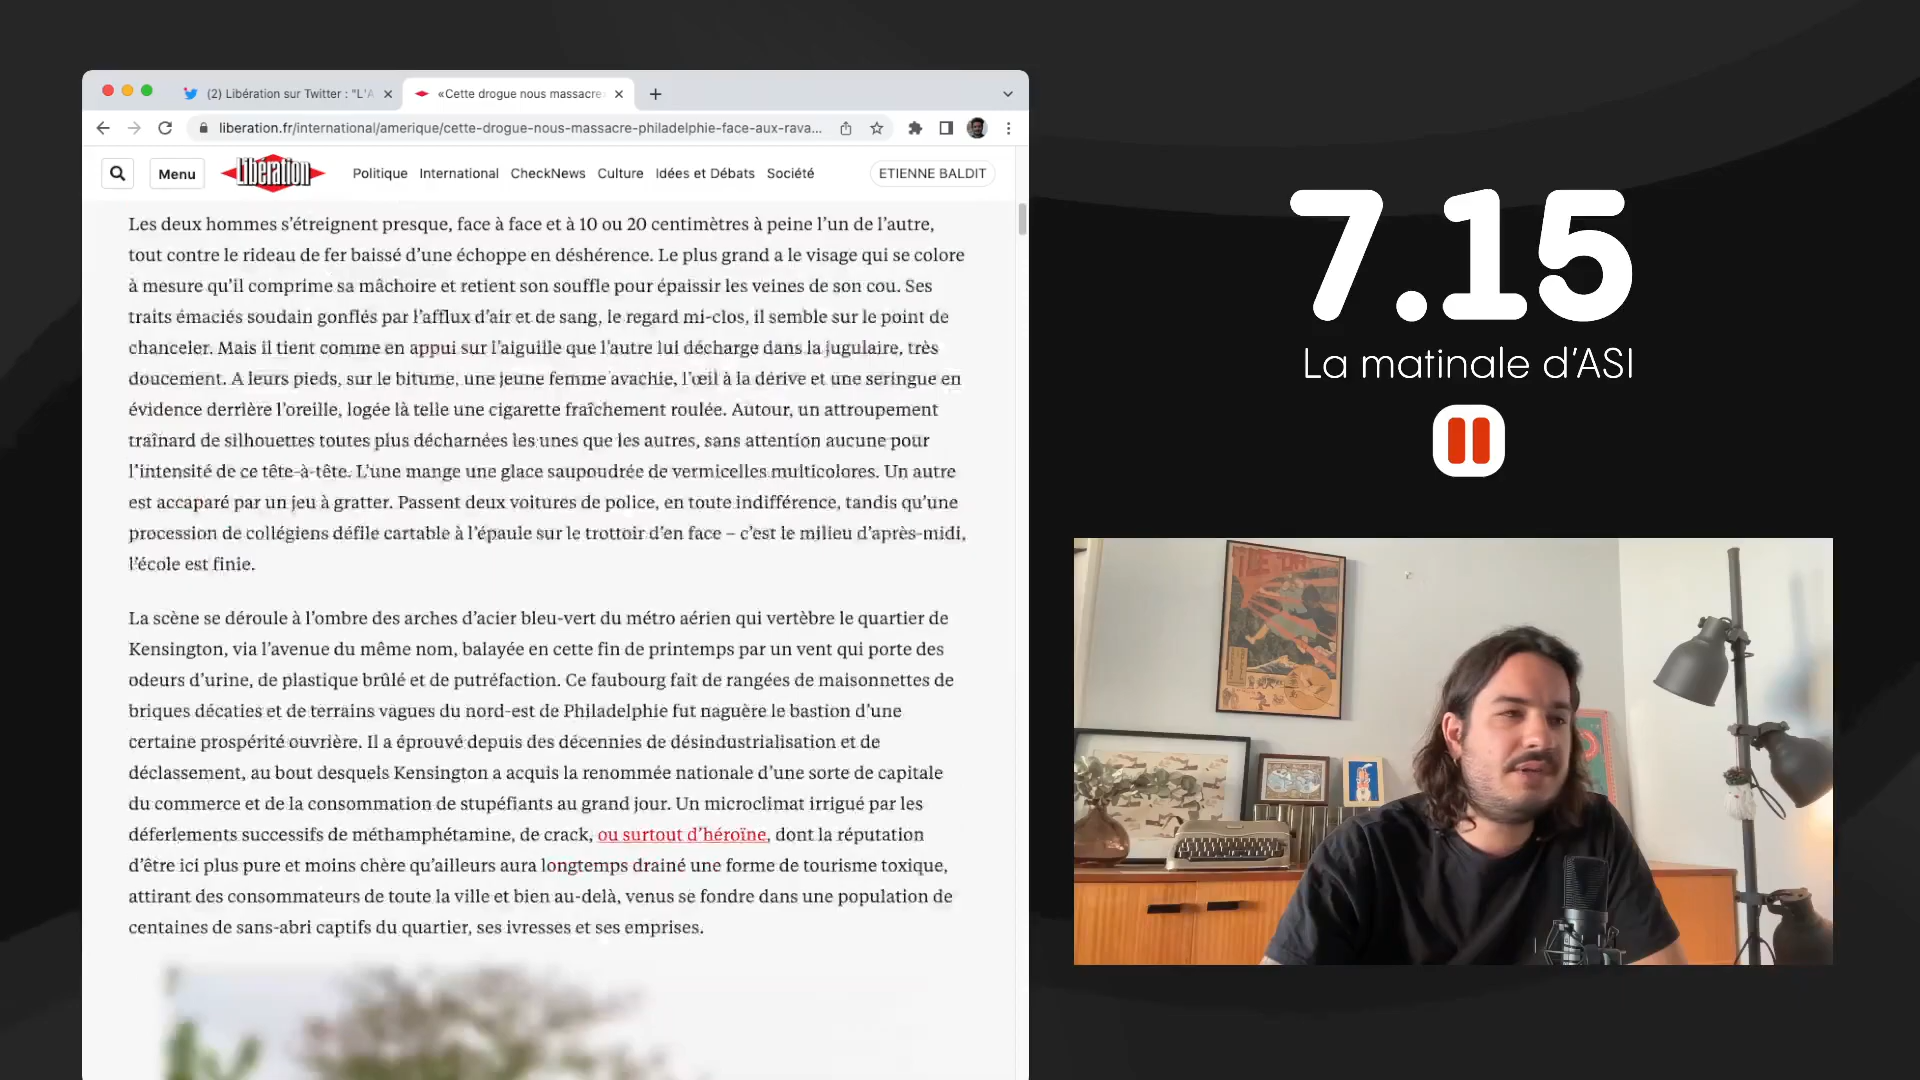 (2) Libération sur Twitter : "L'A
«Cette drogue nous massacre»
liberation.fr/international/amerique/cette-drogue-nous-massacre-philadelphie-face-aux-rava...
Menu
Libération
Politique
International
CheckNews
Culture
Idées et Débats
Société
ETIENNE BALDIT
Les deux hommes s’étreignent presque, face à face et à 10 ou 20 centimètres à peine l’un de l’autre,
tout contre le rideau de fer baissé d’une échoppe en déshérence. Le plus grand a le visage qui se colore
à mesure qu’il comprime sa mâchoire et retient son souffle pour épaissir les veines de son cou. Ses
traits émaciés soudain gonflés par l’afflux d’air et de sang, le regard mi-clos, il semble sur le point de
chanceler. Mais il tient comme en appui sur l’aiguille que l’autre lui décharge dans la jugulaire, très
doucement. A leurs pieds, sur le bitume, une jeune femme avachie, l’œil à la dérive et une seringue en
évidence derrière l’oreille, logée là telle une cigarette fraîchement roulée. Autour, un attroupement
traînard de silhouettes toutes plus décharnées les unes que les autres, sans attention aucune pour
l’intensité de ce tête-à-tête. L’une mange une glace saupoudrée de vermicelles multicolores. Un autre
est accaparé par un jeu à gratter. Passent deux voitures de police, en toute indifférence, tandis qu’une
procession de collégiens défile cartable à l’épaule sur le trottoir d’en face – c’est le milieu d’après-midi,
l’école est finie.
La scène se déroule à l’ombre des arches d’acier bleu-vert du métro aérien qui vertèbre le quartier de
Kensington, via l’avenue du même nom, balayée en cette fin de printemps par un vent qui porte des
odeurs d’urine, de plastique brûlé et de putréfaction. Ce faubourg fait de rangées de maisonnettes de
briques décaties et de terrains vagues du nord-est de Philadelphie fut naguère le bastion d’une
certaine prospérité ouvrière. Il a éprouvé depuis des décennies de désindustrialisation et de
déclassement, au bout desquels Kensington a acquis la renommée nationale d’une sorte de capitale
du commerce et de la consommation de stupéfiants au grand jour. Un microclimat irrigué par les
déferlements successifs de méthamphétamine, de crack, ou surtout d’héroïne, dont la réputation
d’être ici plus pure et moins chère qu’ailleurs aura longtemps drainé une forme de tourisme toxique,
attirant des consommateurs de toute la ville et bien au-delà, venus se fondre dans une population de
centaines de sans-abri captifs du quartier, ses ivresses et ses emprises.
7.15
La matinale d’ASI